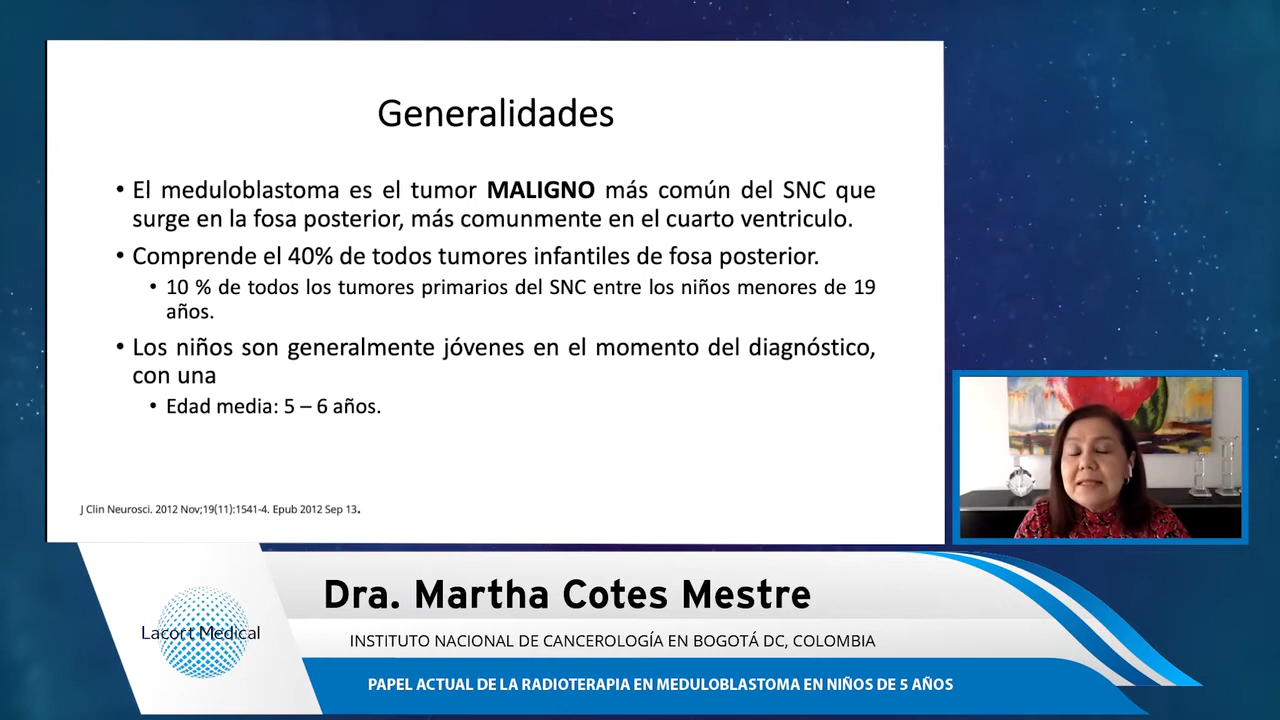 Generalidades
• El meduloblastoma es el tumor MALIGNO más común del SNC que
surge en la fosa posterior, más comunmente en el cuarto ventriculo.
• Comprende el 40% de todos tumores infantiles de fosa posterior.
• 10 % de todos los tumores primarios del SNC entre los niños menores de 19
años.
• Los niños son generalmente jóvenes en el momento del diagnóstico,
con una
• Edad media: 5 – 6 años.
J Clin Neurosci. 2012 Nov;19(11):1541-4. Epub 2012 Sep 13.
Dra. Martha Cotes Mestre
Lacort Medical
INSTITUTO NACIONAL DE CANCEROLOGÍA EN BOGOTÁ DC, COLOMBIA
PAPEL ACTUAL DE LA RADIOTERAPIA EN MEDULOBLASTOMA EN NIÑOS DE 5 AÑOS